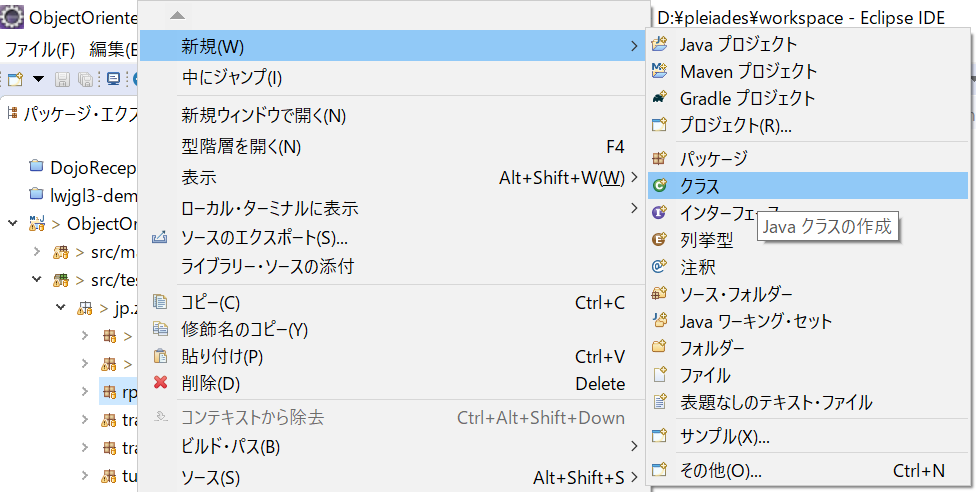 ObjectOriente
D:¥pleiades¥workspace - Eclipse IDE
ファイル(F) 編集(E
パッケージ・エクス
DojoRecep
lwjgl3-dem
> ObjectOri
> src/m
> src/tes
> jp.z
>
>
rp
tra
tra
tu
新規(W)
中にジャンプ(I)
新規ウィンドウで開く(N)
型階層を開く(N) F4
表示 Alt+Shift+W(W)
ローカル・ターミナルに表示
ソースのエクスポート(S)...
ライブラリー・ソースの添付
コピー(C) Ctrl+C
修飾名のコピー(Y)
貼り付け(P) Ctrl+V
削除(D) Delete
コンテキストから除去 Ctrl+Alt+Shift+Down
ビルド・パス(B)
ソース(S) Alt+Shift+S
Java プロジェクト
Maven プロジェクト
Gradle プロジェクト
プロジェクト(R)...
パッケージ
クラス
インターフェース
Java クラスの作成
列挙型
注釈
ソース・フォルダー
Java ワーキング・セット
フォルダー
ファイル
表題なしのテキスト・ファイル
サンプル(X)...
その他(O)... Ctrl+N